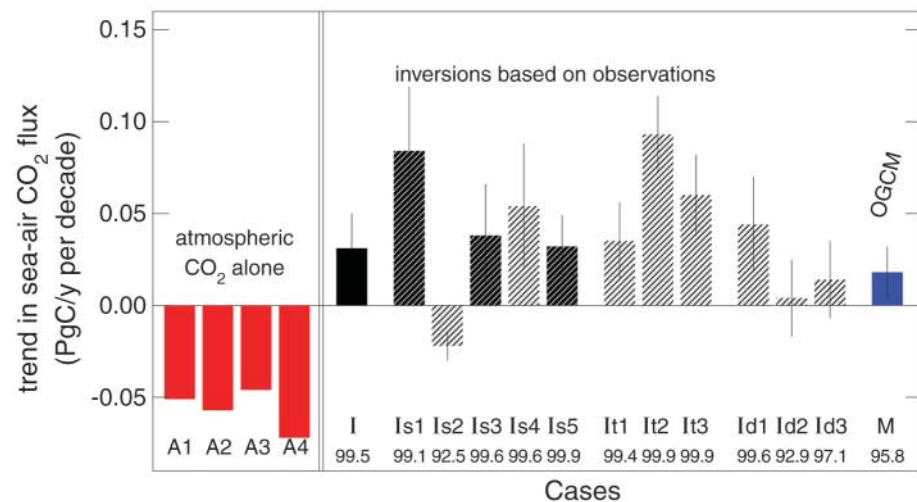 trend in sea-air CO₂ flux
(PgC/y per decade)
0.15
0.10
0.05
0.00
-0.05
atmospheric
CO₂ alone
inversions based on observations
OGCM
A1 A2 A3 A4
I Is1 Is2 Is3 Is4 Is5 It1 It2 It3 Id1 Id2 Id3 M
99.5 99.1 92.5 99.6 99.6 99.9 99.4 99.9 99.9 99.6 92.9 97.1 95.8
Cases